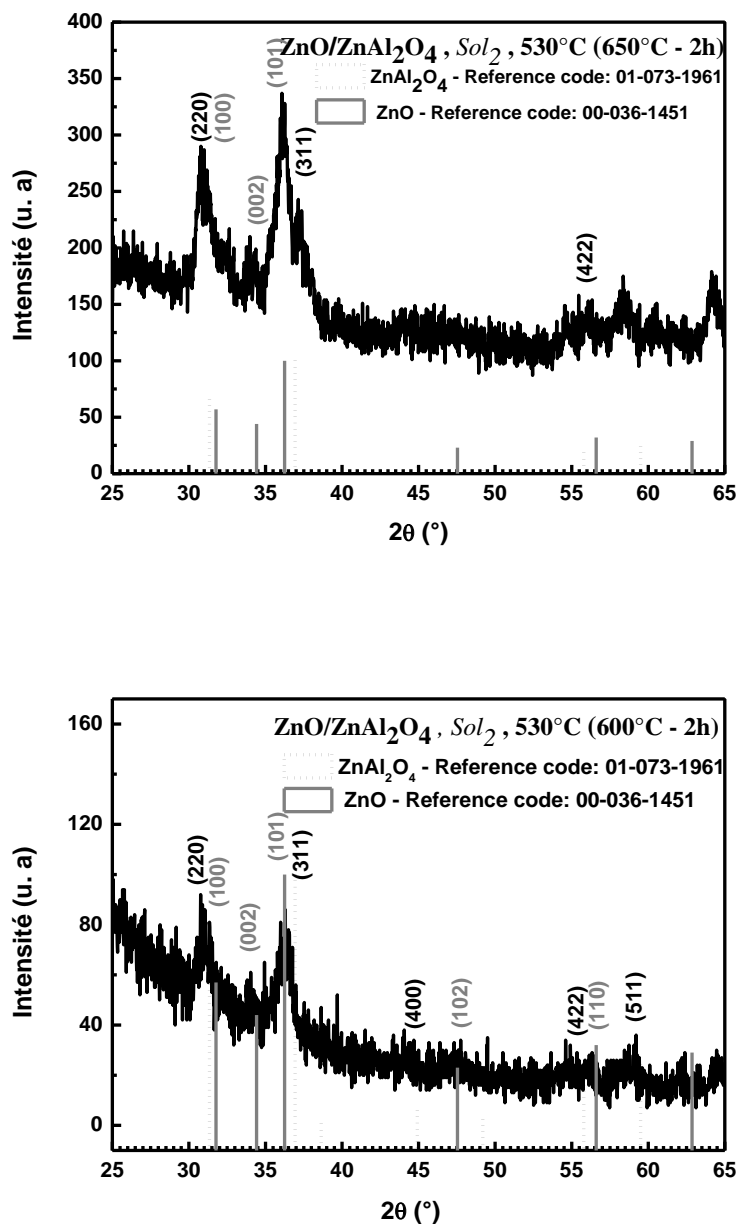 400
350
300
250
200
150
100
50
0
Intensité (u. a)
ZnO/ZnAl2O4 , Sol2 , 530°C (650°C - 2h)
ZnAl2O4 - Reference code: 01-073-1961
ZnO - Reference code: 00-036-1451
(220)
(100)
(002)
(101)
(311)
(422)
25 30 35 40 45 50 55 60 65
2θ (°)
160
120
80
40
0
Intensité (u. a)
ZnO/ZnAl2O4 , Sol2 , 530°C (600°C - 2h)
ZnAl2O4 - Reference code: 01-073-1961
ZnO - Reference code: 00-036-1451
(220)
(100)
(002)
(101)
(311)
(400)
(102)
(422)
(110)
(511)
25 30 35 40 45 50 55 60 65
2θ (°)